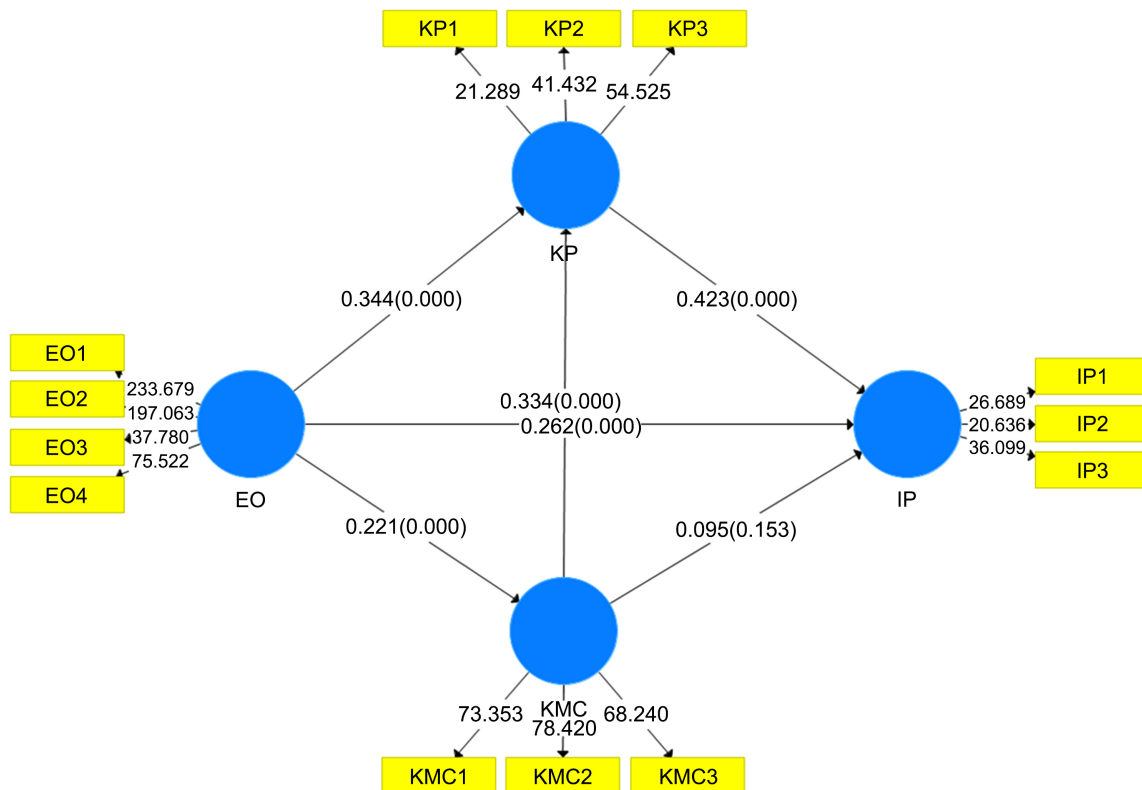 KP1 KP2 KP3
21.289 41.432 54.525
KP
0.344(0.000) 0.423(0.000)
EO1
EO2
EO3
EO4
233.679
197.063
37.780
75.522
EO
0.334(0.000)
0.262(0.000)
IP1
IP2
IP3
26.689
20.636
36.099
IP
0.221(0.000) 0.095(0.153)
KMC
73.353 78.420 68.240
KMC1 KMC2 KMC3